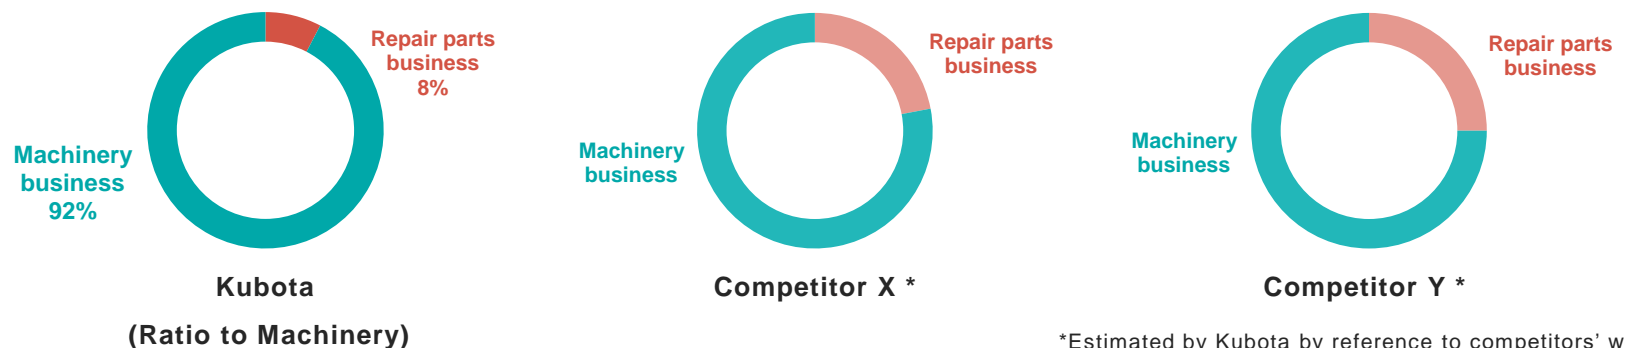 Repair parts
business
8%
Machinery
business
92%
Kubota
(Ratio to Machinery)
Repair parts
business
Machinery
business
Competitor X *
Repair parts
business
Machinery
business
Competitor Y *
*Estimated by Kubota by reference to competitors’ w